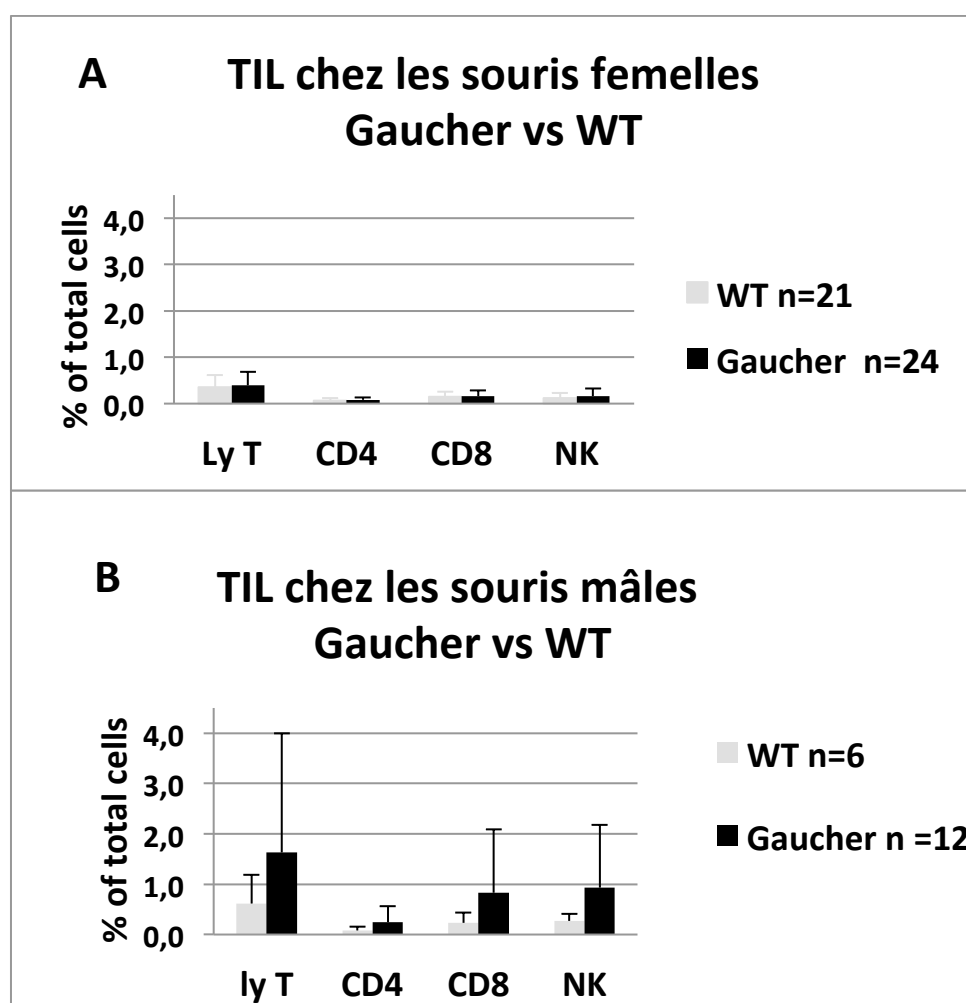 A
TIL chez les souris femelles
Gaucher vs WT
% of total cells
4,0
3,0
2,0
1,0
0,0
Ly T CD4 CD8 NK
WT n=21
Gaucher n=24
B
TIL chez les souris mâles
Gaucher vs WT
% of total cells
4,0
3,0
2,0
1,0
0,0
ly T CD4 CD8 NK
WT n=6
Gaucher n =12